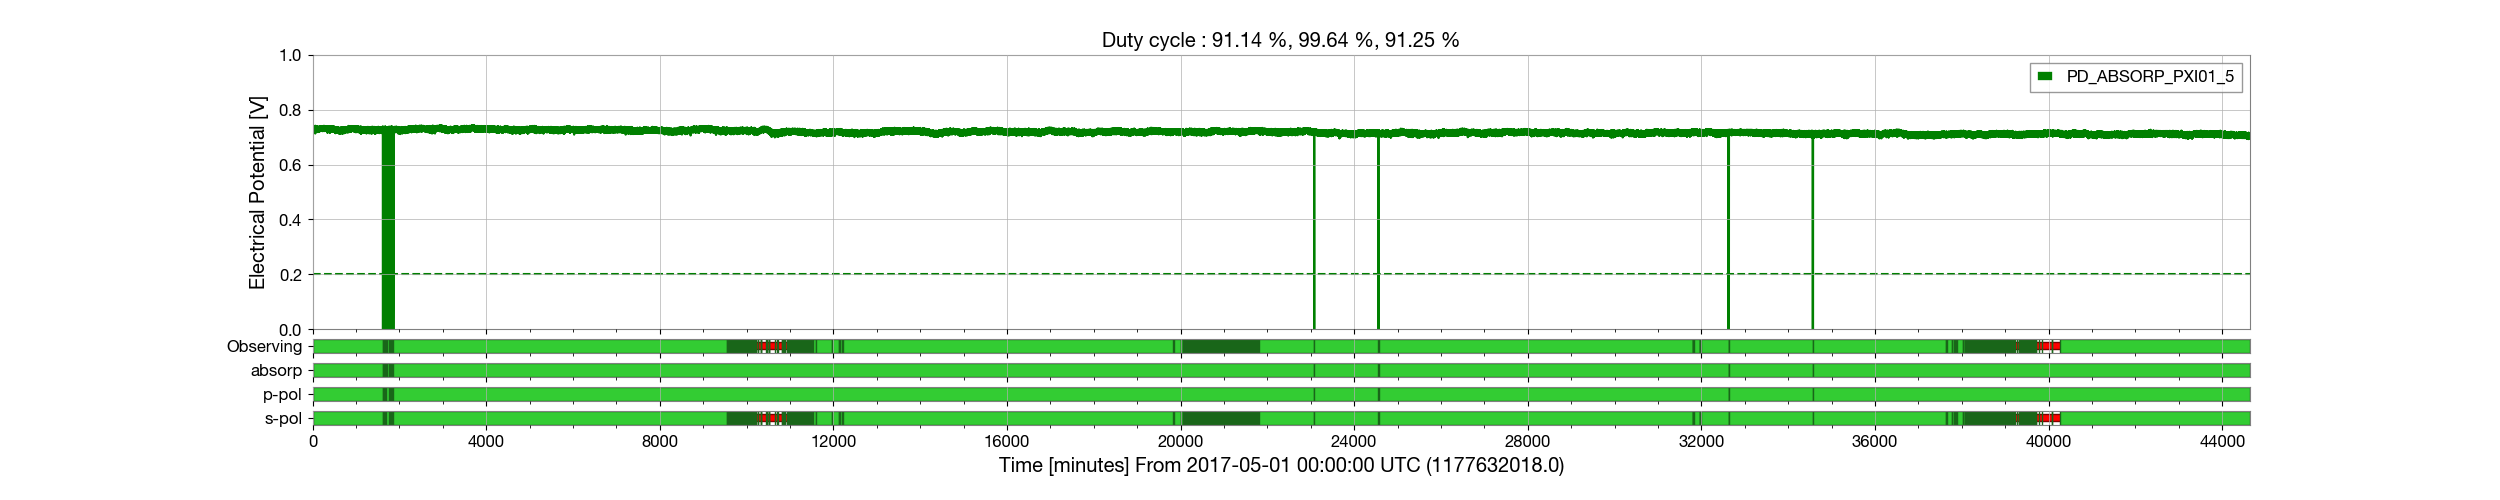 Duty cycle : 91.14 %, 99.64 %, 91.25 %
PD_ABSORP_PXI01_5
Electrical Potential [V]
1.0
0.8
0.6
0.4
0.2
0.0
Observing
absorp
p-pol
s-pol
0 4000 8000 12000 16000 20000 24000 28000 32000 36000 40000 44000
Time [minutes] From 2017-05-01 00:00:00 UTC (1177632018.0)